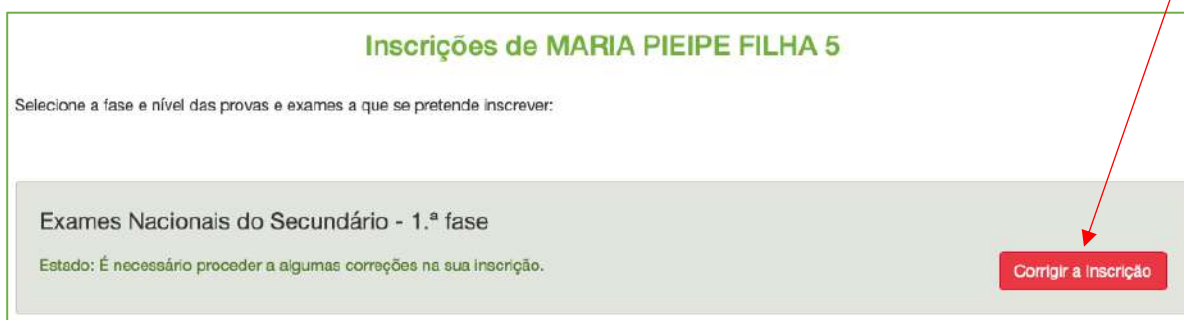 Inscrições de MARIA PIEIPE FILHA 5
Selecione a fase e nível das provas e exames a que se pretende inscrever:
Exames Nacionais do Secundário - 1.ª fase
Estado: É necessário proceder a algumas correções na sua inscrição.
Corrigir a Inscrição